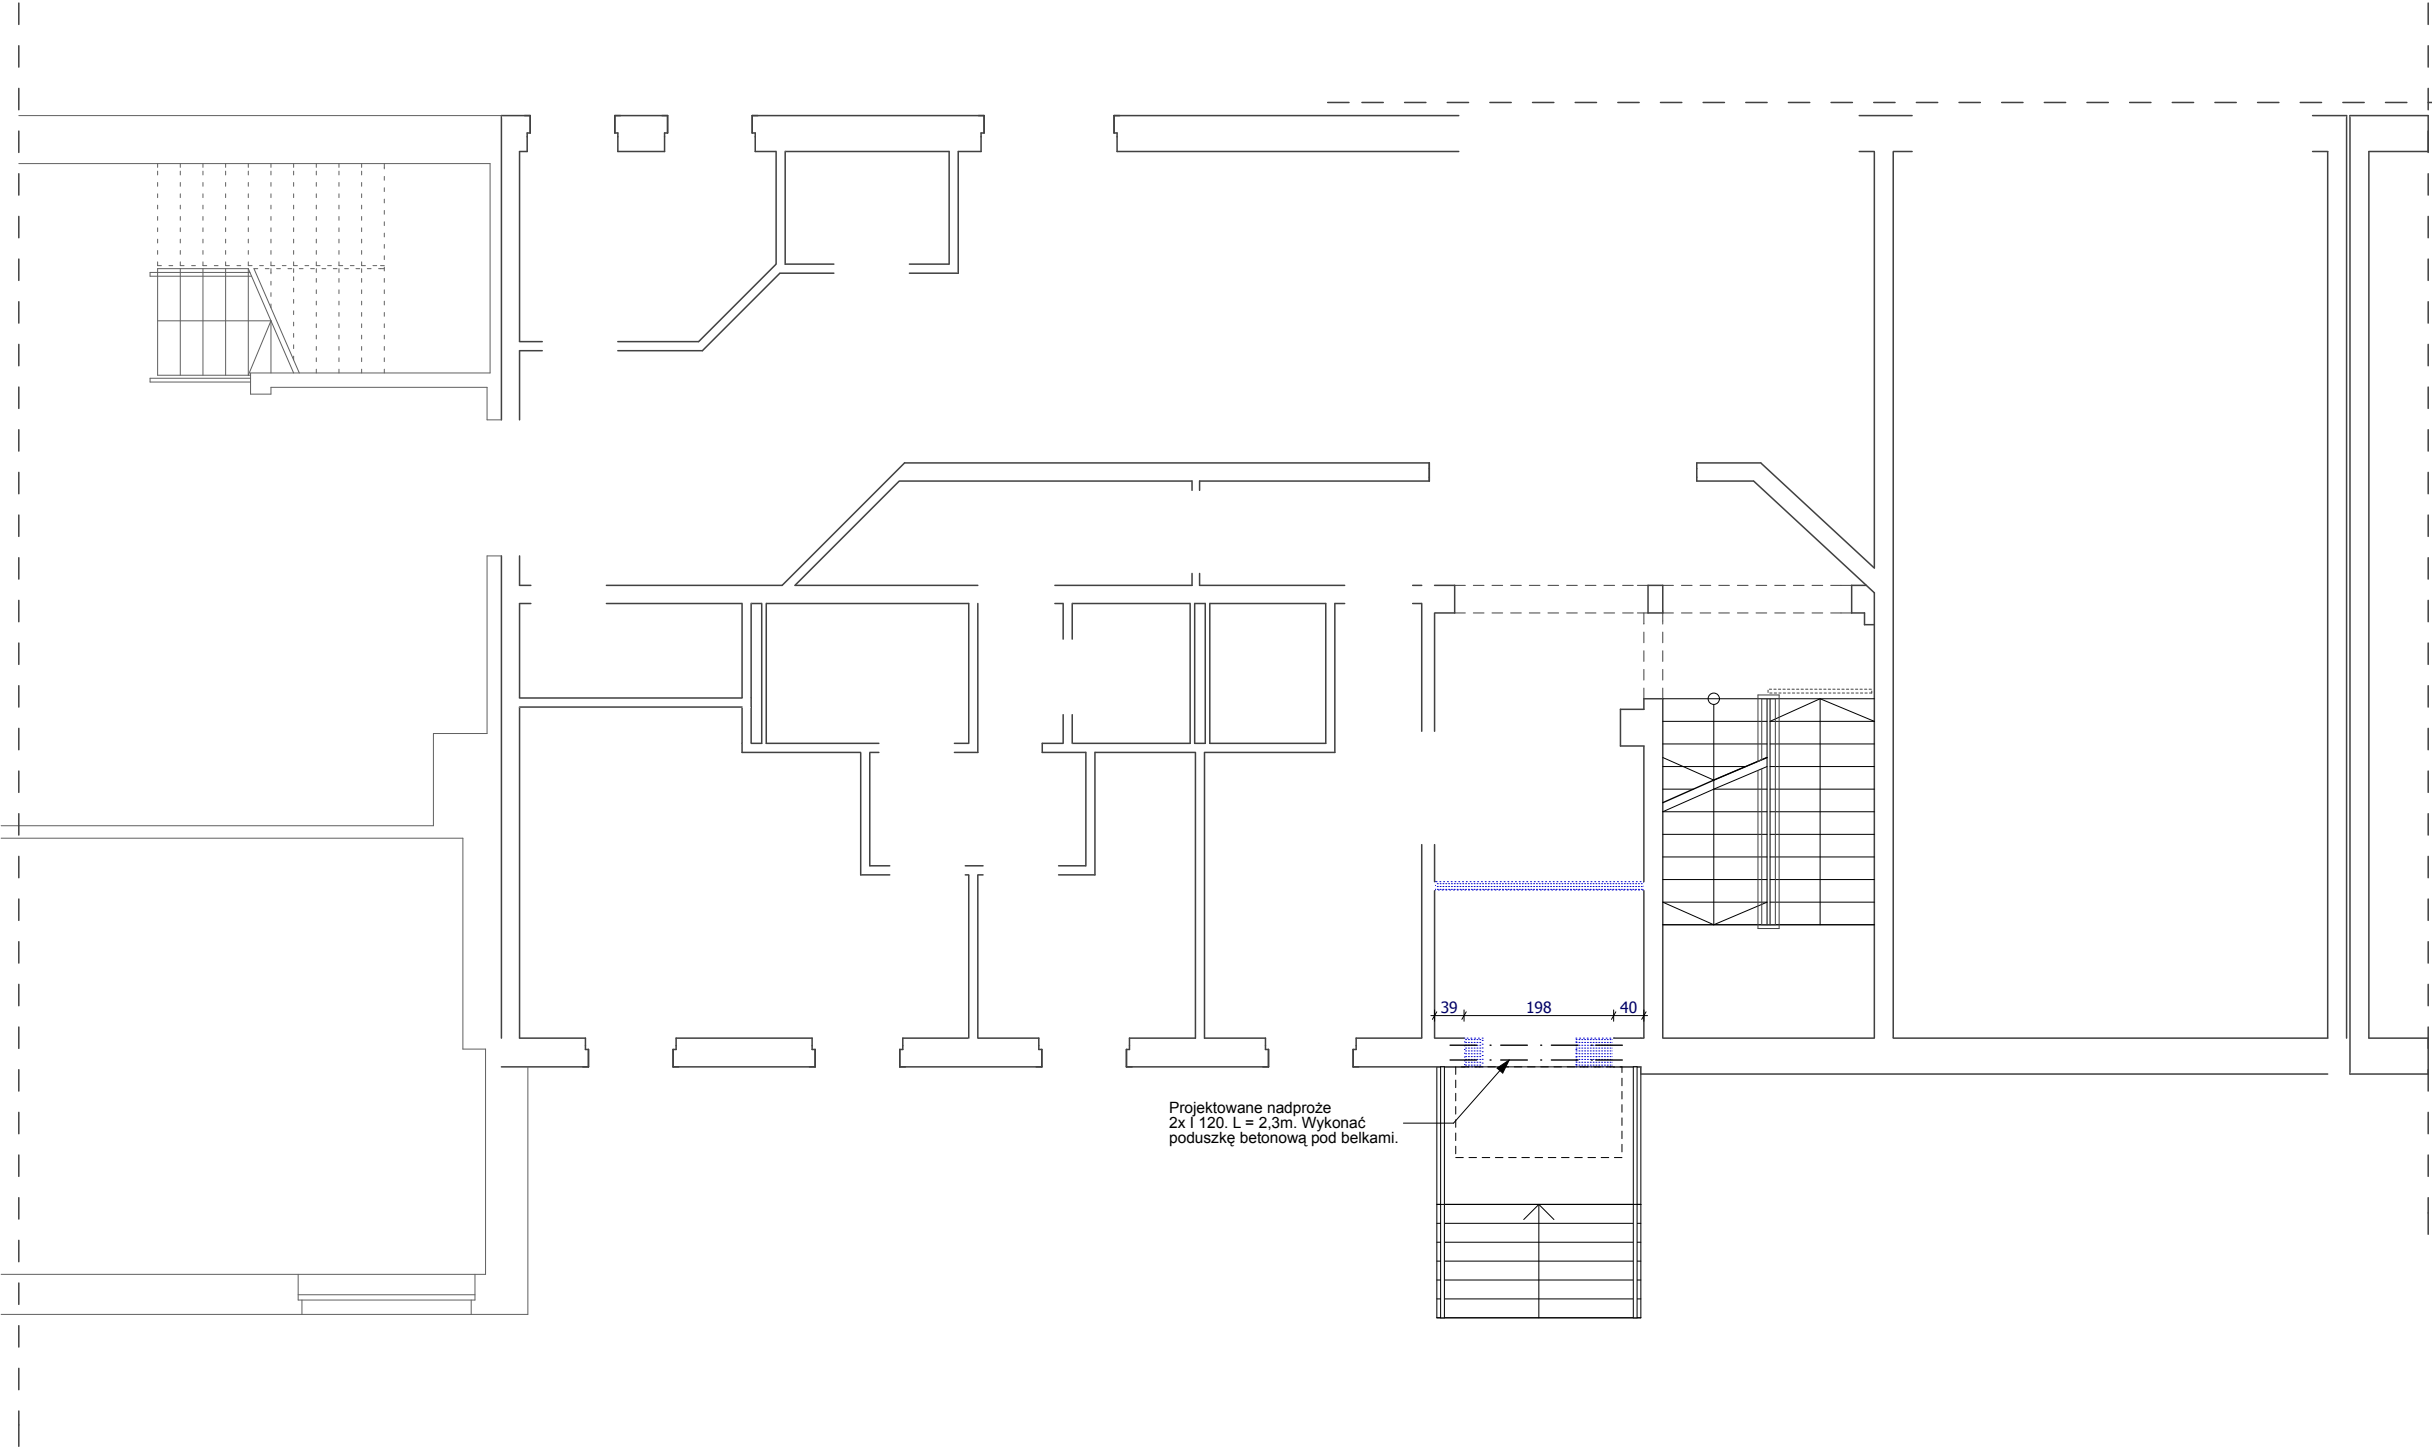 39 198 40
Projektowane nadproże
2x I 120. L = 2,3m. Wykonać
poduszkę betonową pod belkami.